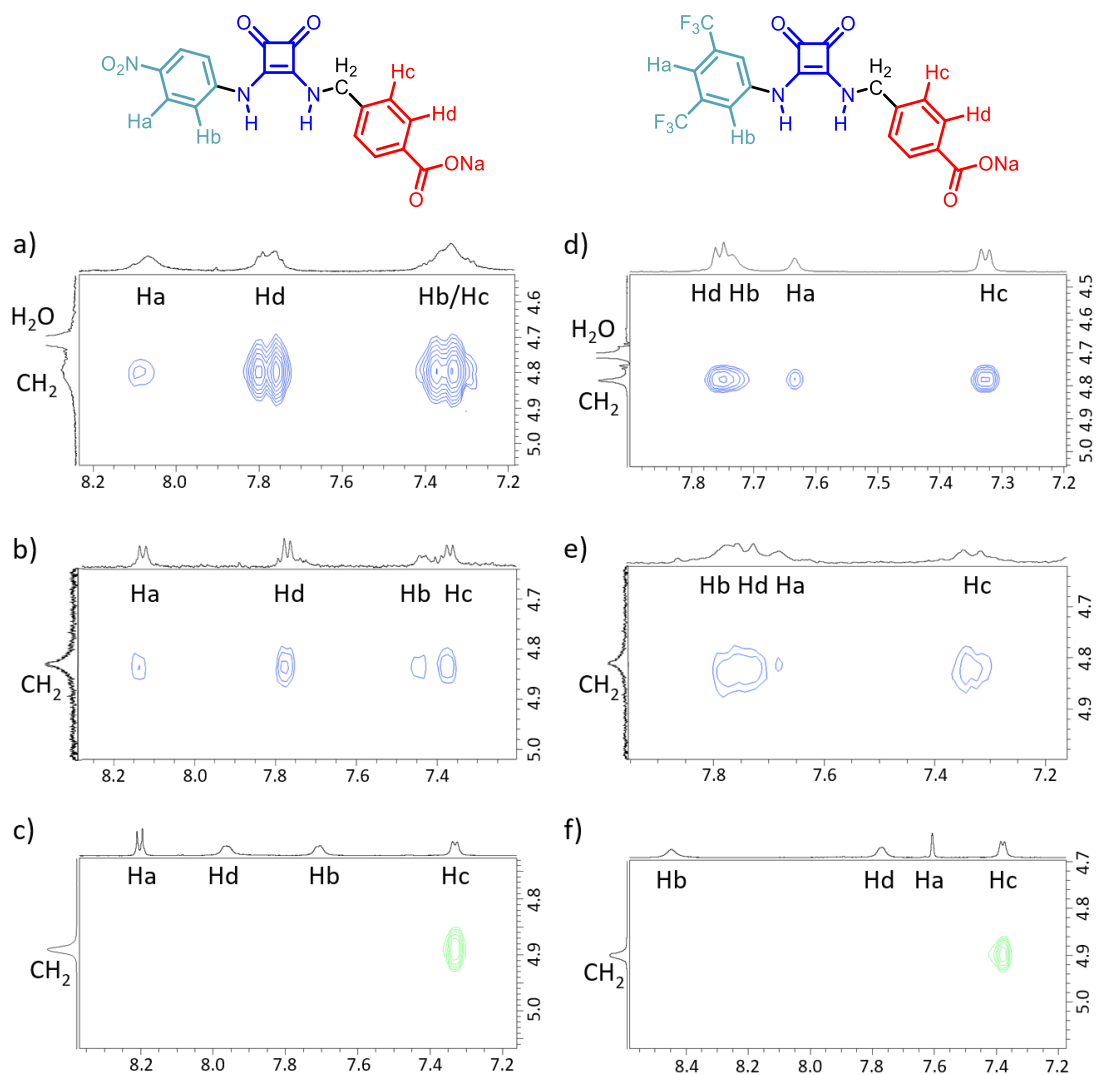 O O
O2N
N H
N H
H2
Ha
Hb
Hc
Hd
ONa
O
F3C
O O
Ha
F3C
Hb
N H
N H
H2
Hc
Hd
ONa
O
a)
Ha Hd Hb/Hc
H2O
CH2
4.6 4.7 4.8 4.9 5.0
8.2 8.0 7.8 7.6 7.4 7.2
d)
Hd Hb Ha Hc
H2O
CH2
4.5 4.6 4.7 4.8 4.9 5.0
7.8 7.7 7.6 7.5 7.4 7.3 7.2
b)
Ha Hd Hb Hc
CH2
4.7 4.8 4.9 5.0
8.2 8.0 7.8 7.6 7.4
e)
Hb Hd Ha Hc
CH2
4.7 4.8 4.9
7.8 7.6 7.4 7.2
c)
Ha Hd Hb Hc
CH2
4.8 4.9 5.0
8.2 8.0 7.8 7.6 7.4 7.2
f)
Hb Hd Ha Hc
CH2
4.7 4.8 4.9 5.0
8.4 8.2 8.0 7.8 7.6 7.4 7.2